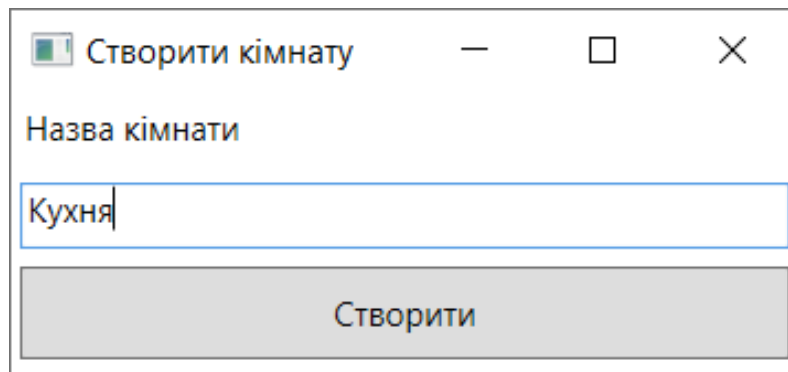 Створити кімнату
Назва кімнати
Кухня
Створити